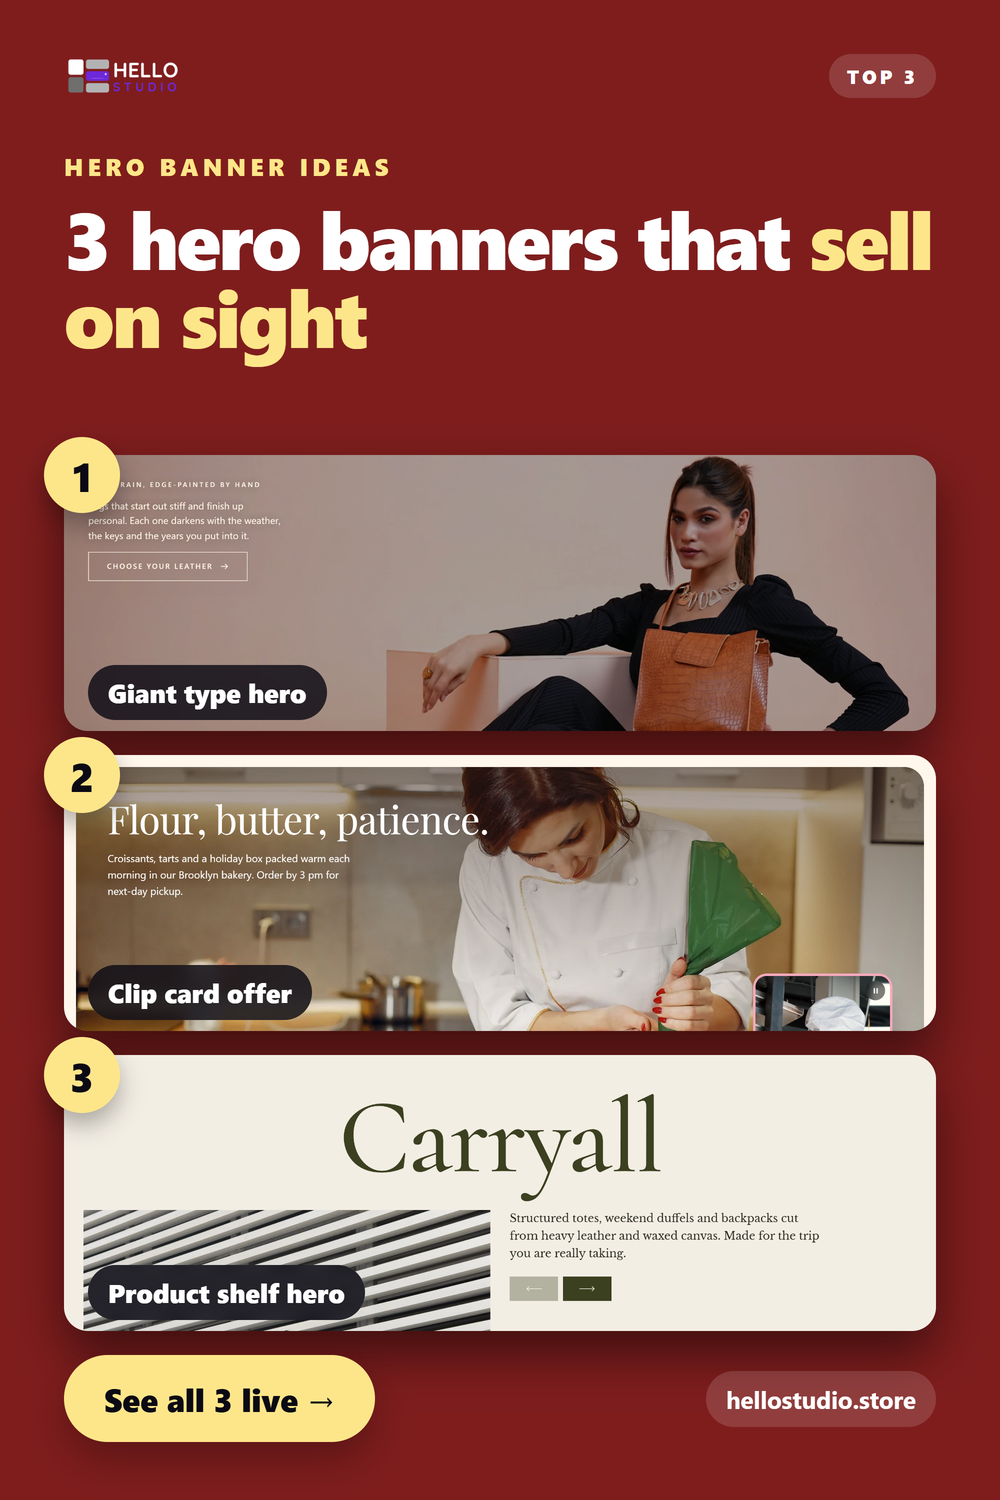 HELLO
STUDIO
TOP 3
HERO BANNER IDEAS
3 hero banners that sell
on sight
1
EDGE-PAINTED BY HAND
that start out stiff and finish up
personal. Each one darkens with the weather,
the keys and the years you put into it.
CHOOSE YOUR LEATHER →
Giant type hero
2
Flour, butter, patience.
Croissants, tarts and a holiday box packed warm each
morning in our Brooklyn bakery. Order by 3 pm for
next-day pickup.
Clip card offer
3
Carryall
Structured totes, weekend duffels and backpacks cut
from heavy leather and waxed canvas. Made for the trip
you are really taking.
Product shelf hero
See all 3 live →
hellostudio.store